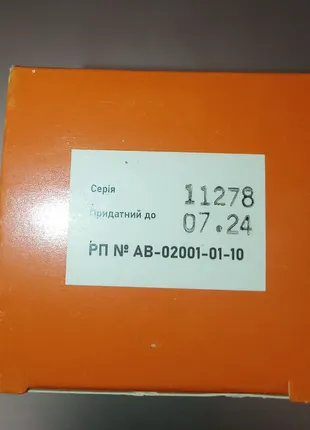 Серія 11278
Придатний до 07.24
РП № АВ-02001-01-10